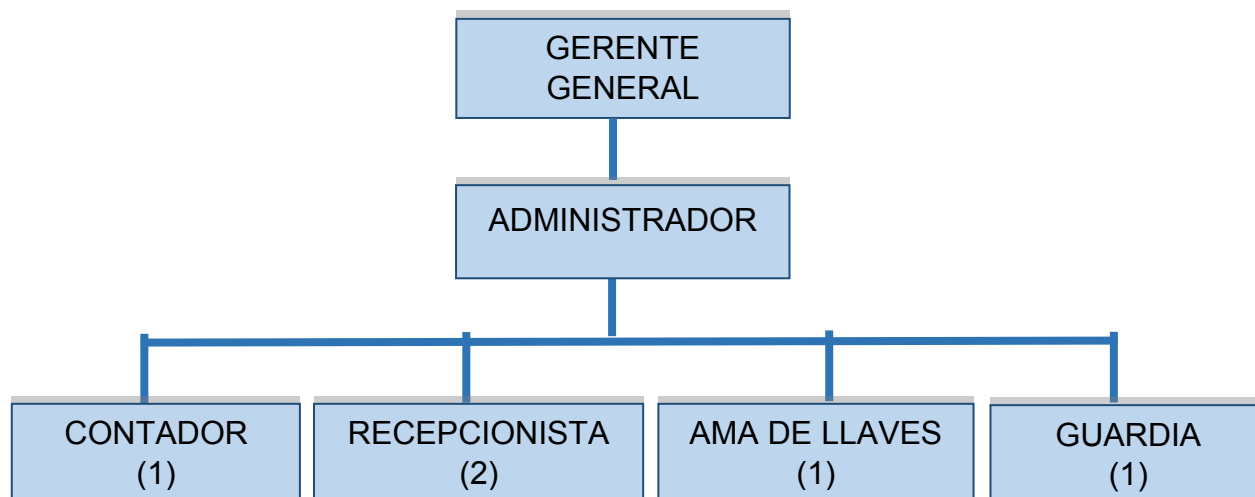 GERENTE
GENERAL
ADMINISTRADOR
CONTADOR
(1)
RECEPCIONISTA
(2)
AMA DE LLAVES
(1)
GUARDIA
(1)